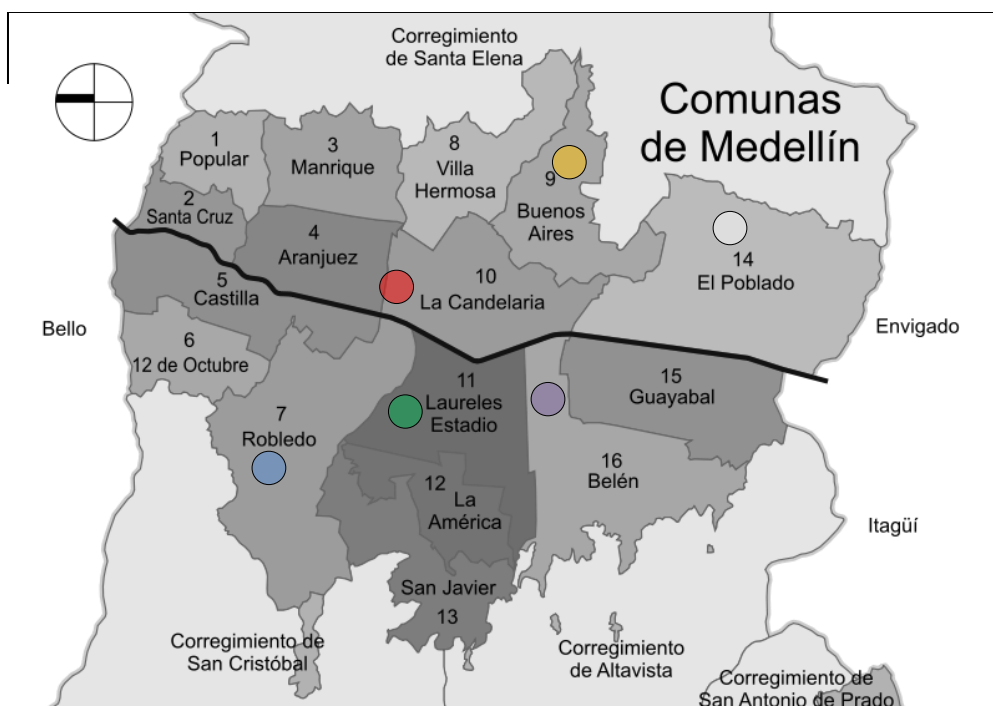 Corregimiento
de Santa Elena
Comunas
de Medellín
1
Popular
3
Manrique
8
Villa
Hermosa
9
Buenos
Aires
2
Santa Cruz
4
Aranjuez
10
La Candelaria
14
El Poblado
5
Castilla
Bello
Envigado
6
12 de Octubre
11
Laureles
Estadio
15
Guayabal
7
Robledo
16
Belén
12
La
América
Itagüí
San Javier
13
Corregimiento de
San Cristóbal
Corregimiento
de Altavista
Corregimiento de
San Antonio de Prado